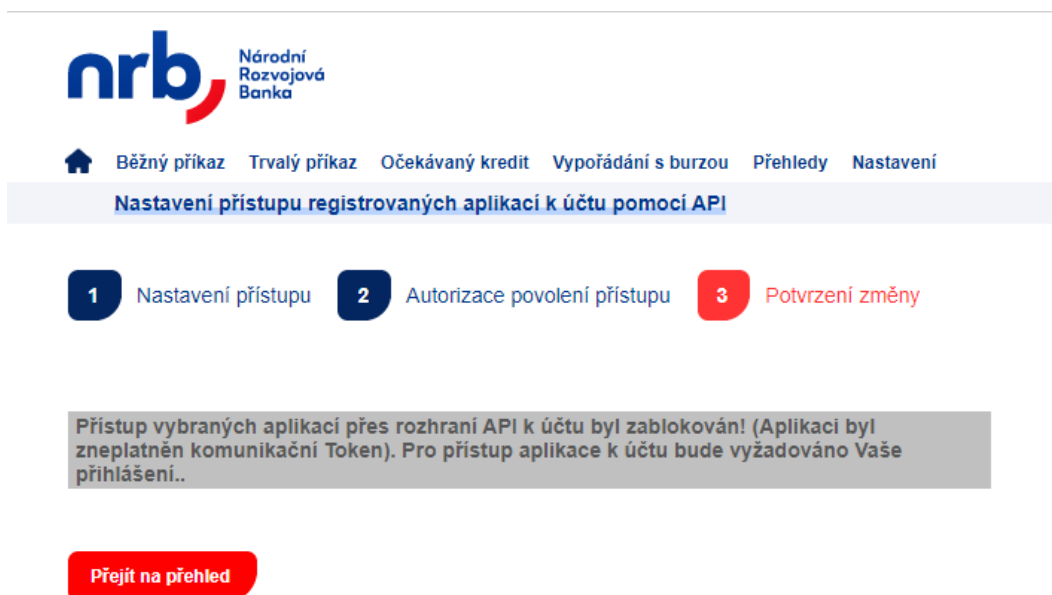 nrb
Národní
Rozvojová
Banka
Běžný příkaz Trvalý příkaz Očekávaný kredit Vypořádání s burzou Přehledy Nastavení
Nastavení přístupu registrovaných aplikací k účtu pomocí API
1 Nastavení přístupu 2 Autorizace povolení přístupu 3 Potvrzení změny
Přístup vybraných aplikací přes rozhraní API k účtu byl zablokován! (Aplikaci byl
zneplatněn komunikační Token). Pro přístup aplikace k účtu bude vyžadováno Vaše
přihlášení..
Přejít na přehled